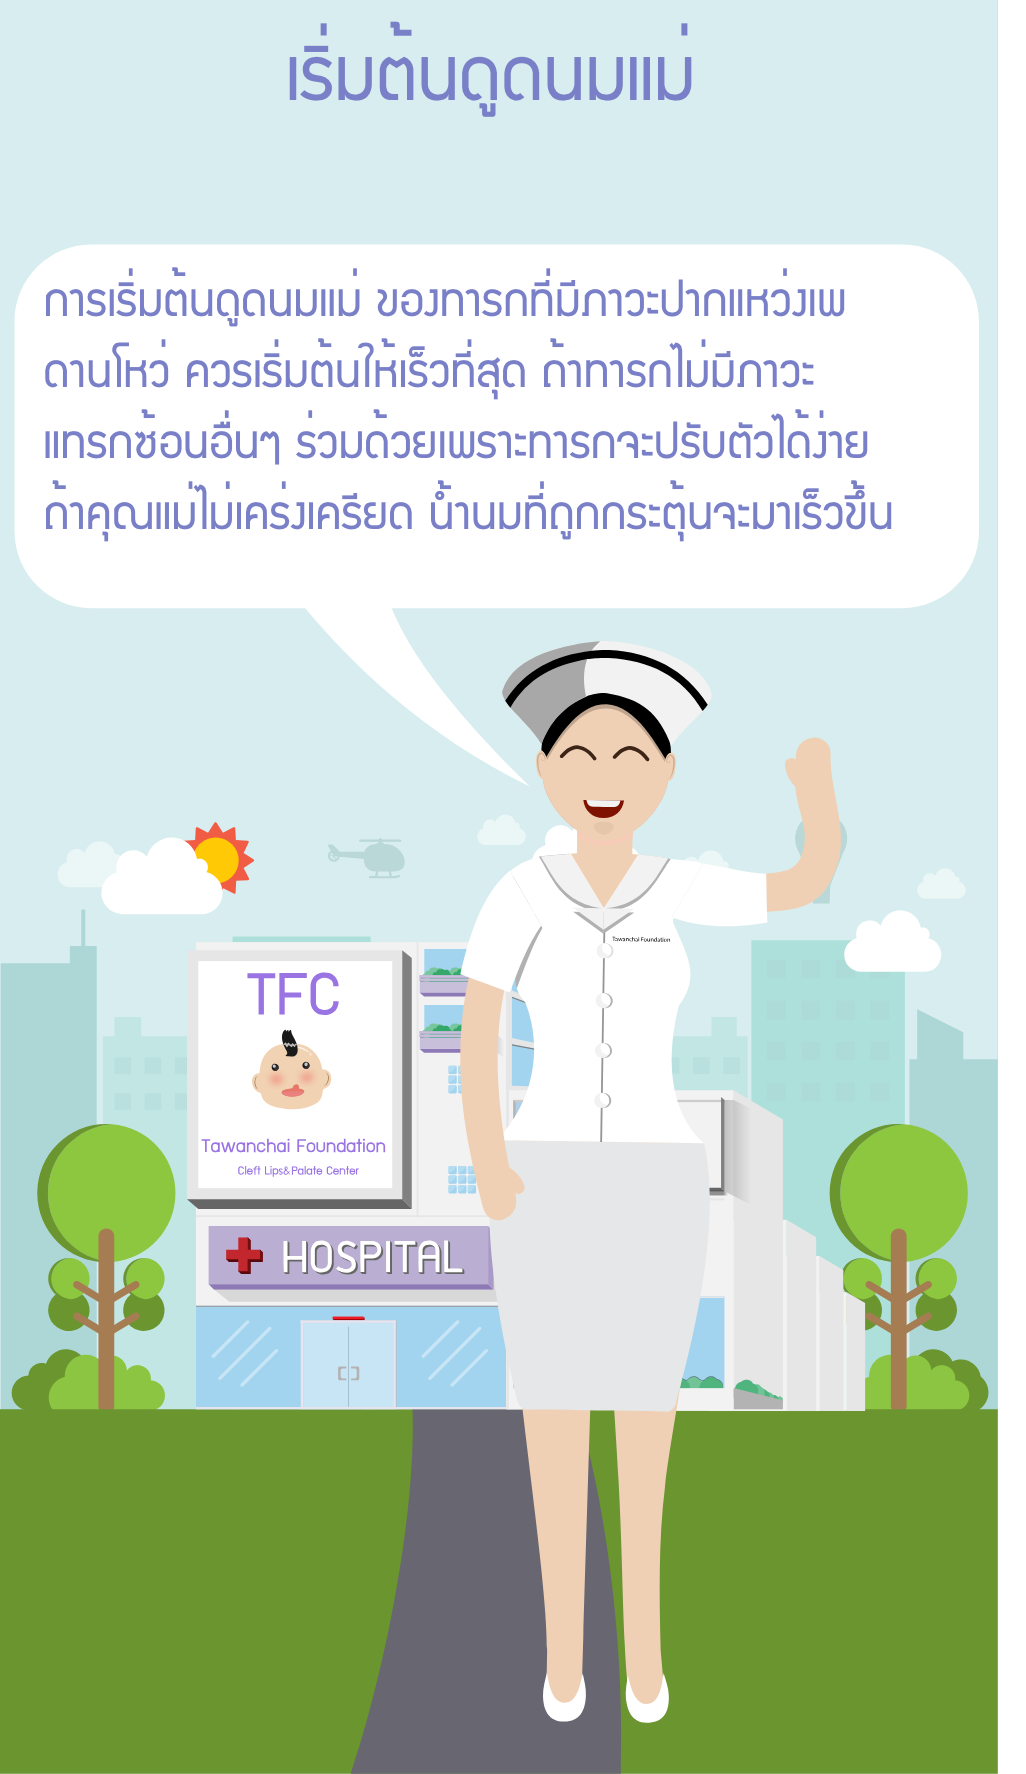 เริ่มต้นดูดนมแม่
การเริ่มต้นดูดนมแม่ ของทารกที่มีภาวะปากแหว่งเพ
ดานโหว่ ควรเริ่มต้นให้เร็วที่สุด ถ้าทารกไม่มีภาวะ
แทรกซ้อนอื่นๆ ร่วมด้วยเพราะทารกจะปรับตัวได้ง่าย
ถ้าคุณแม่ไม่เคร่งเครียด น้ำนมที่ถูกกระตุ้นจะมาเร็วขึ้น
Tawanchai Foundation
TFC
Tawanchai Foundation
Cleft Lips&Palate Center
HOSPITAL